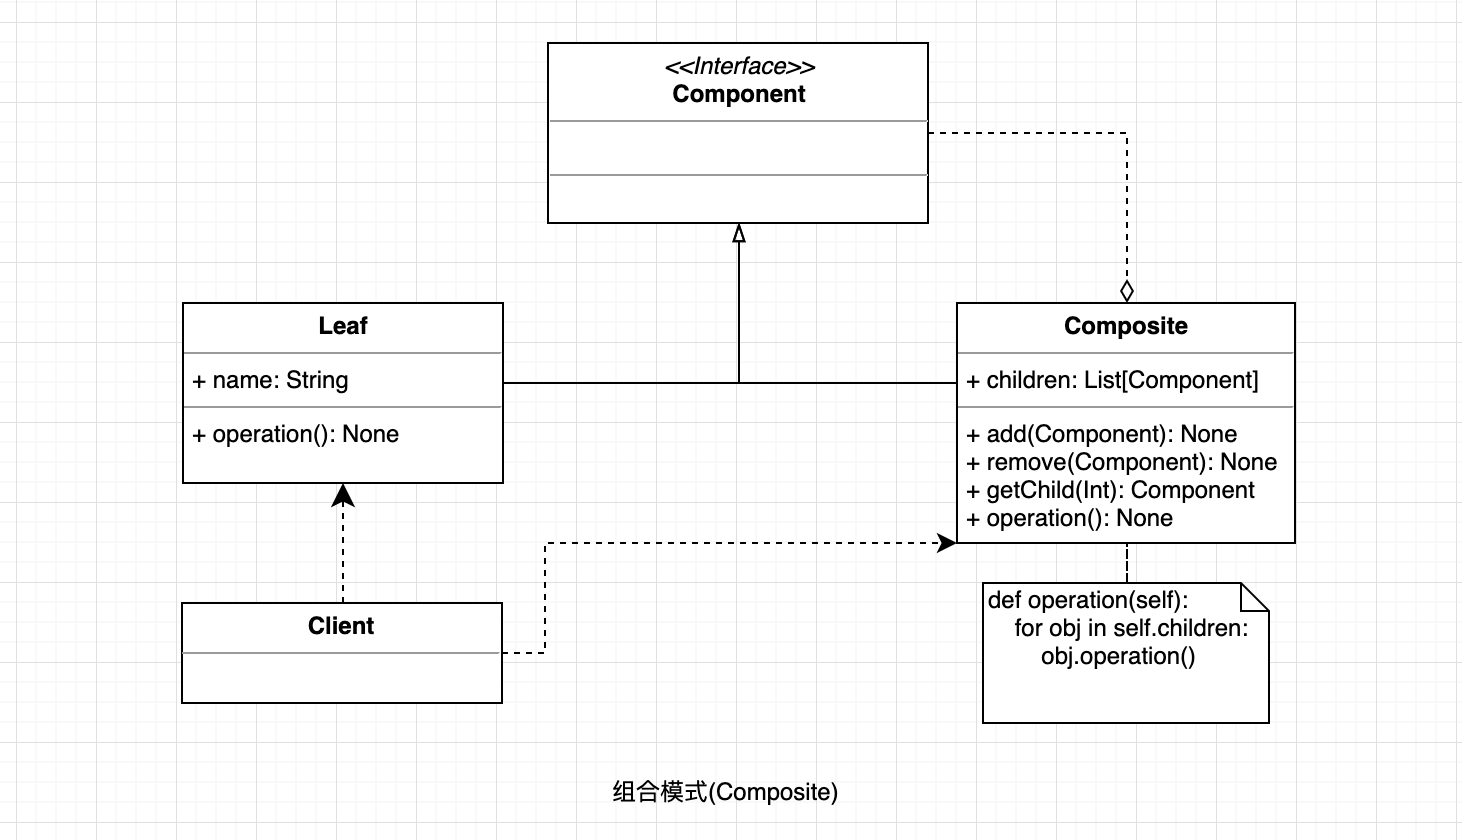 <<Interface>>
Component
Leaf
+ name: String
+ operation(): None
Composite
+ children: List[Component]
+ add(Component): None
+ remove(Component): None
+ getChild(Int): Component
+ operation(): None
Client
def operation(self):
    for obj in self.children:
        obj.operation()
组合模式(Composite)